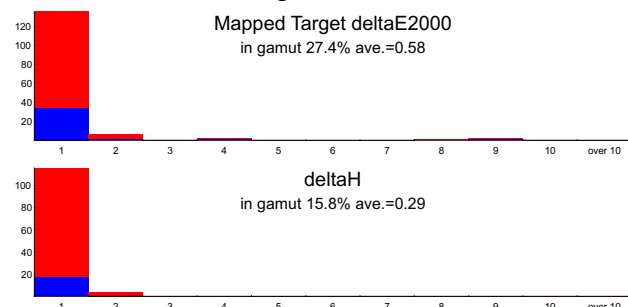 Mapped Target deltaE2000
in gamut 27.4% ave.=0.58
120
100
80
60
40
20
1 2 3 4 5 6 7 8 9 10 over 10
deltaH
in gamut 15.8% ave.=0.29
100
80
60
40
20
1 2 3 4 5 6 7 8 9 10 over 10